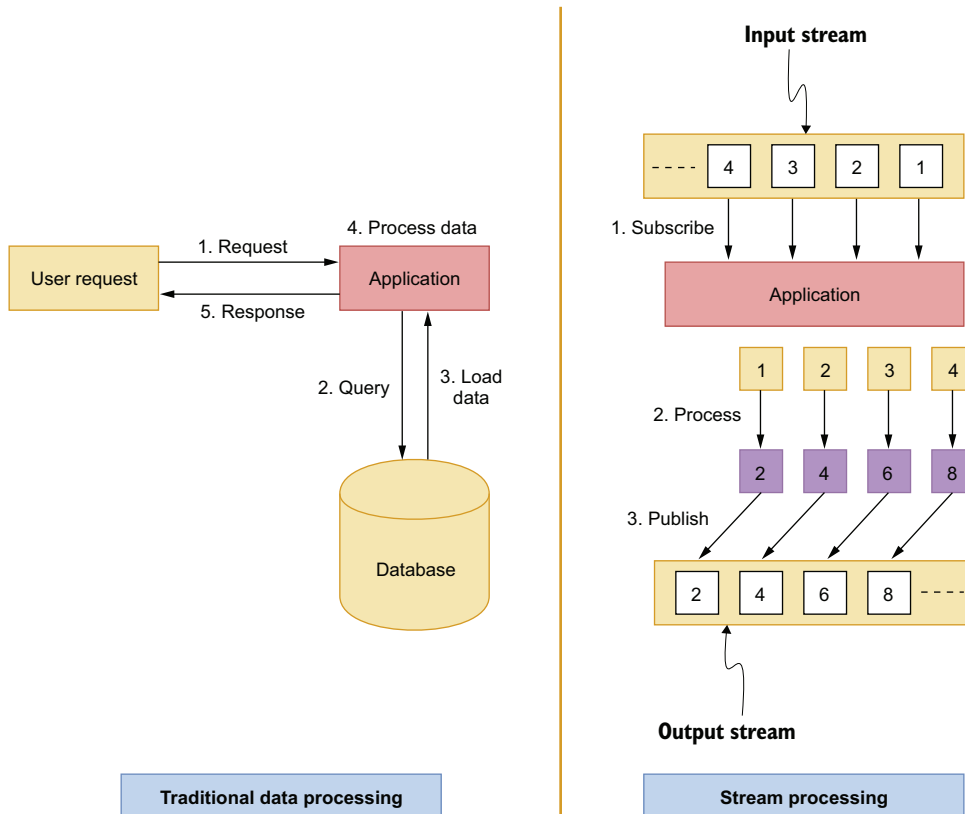 1. Request
4. Process data
User request
Application
5. Response
2. Query
3. Load
data
Database
Traditional data processing
Input stream
4 3 2 1
1. Subscribe
Application
1 2 3 4
2. Process
2 4 6 8
3. Publish
2 4 6 8
Output stream
Stream processing